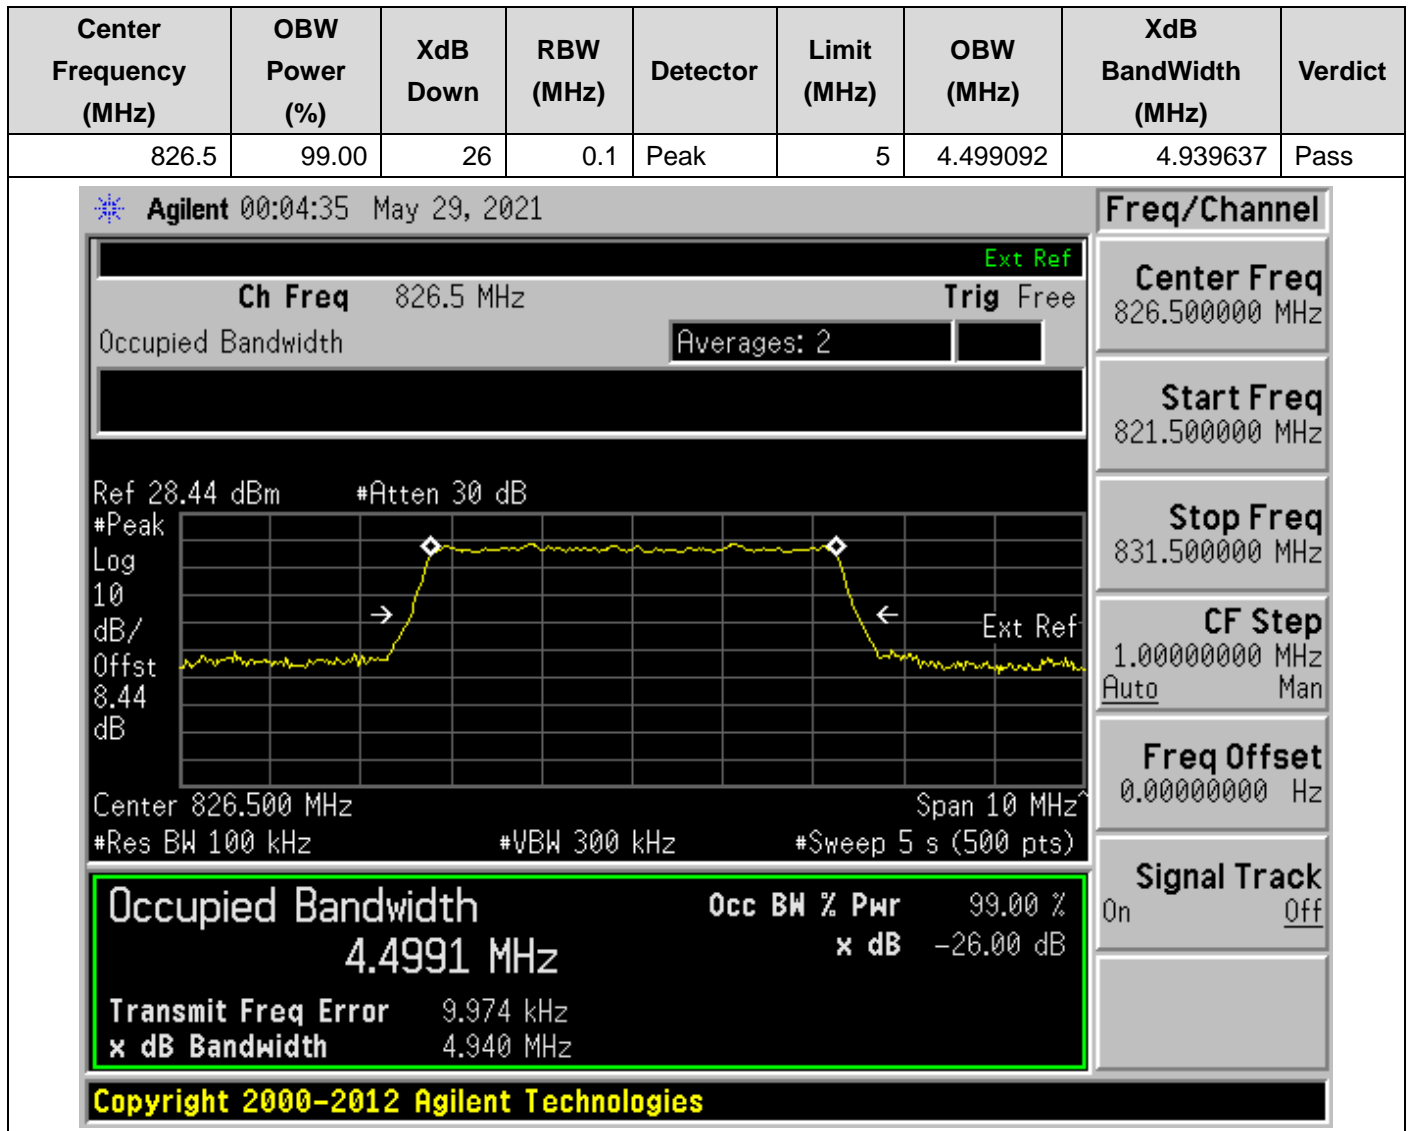 Center Frequency (MHz) OBW Power (%) XdB Down RBW (MHz) Detector Limit (MHz) OBW (MHz) XdB BandWidth (MHz) Verdict
826.5 99.00 26 0.1 Peak 5 4.499092 4.939637 Pass
Agilent 00:04:35 May 29, 2021
Freq/Channel
Ext Ref
Ch Freq 826.5 MHz Trig Free
Occupied Bandwidth Averages: 2
Center Freq
826.500000 MHz
Start Freq
821.500000 MHz
Stop Freq
831.500000 MHz
CF Step
1.00000000 MHz
Auto Man
Freq Offset
0.00000000 Hz
Signal Track
On Off
Ref 28.44 dBm #Atten 30 dB
#Peak
Log
10
dB/
Offst
8.44
dB
Ext Ref
Center 826.500 MHz Span 10 MHz^
#Res BW 100 kHz #VBW 300 kHz #Sweep 5 s (500 pts)
Occupied Bandwidth Occ BW % Pwr 99.00 %
4.4991 MHz x dB -26.00 dB
Transmit Freq Error 9.974 kHz
x dB Bandwidth 4.940 MHz
Copyright 2000-2012 Agilent Technologies